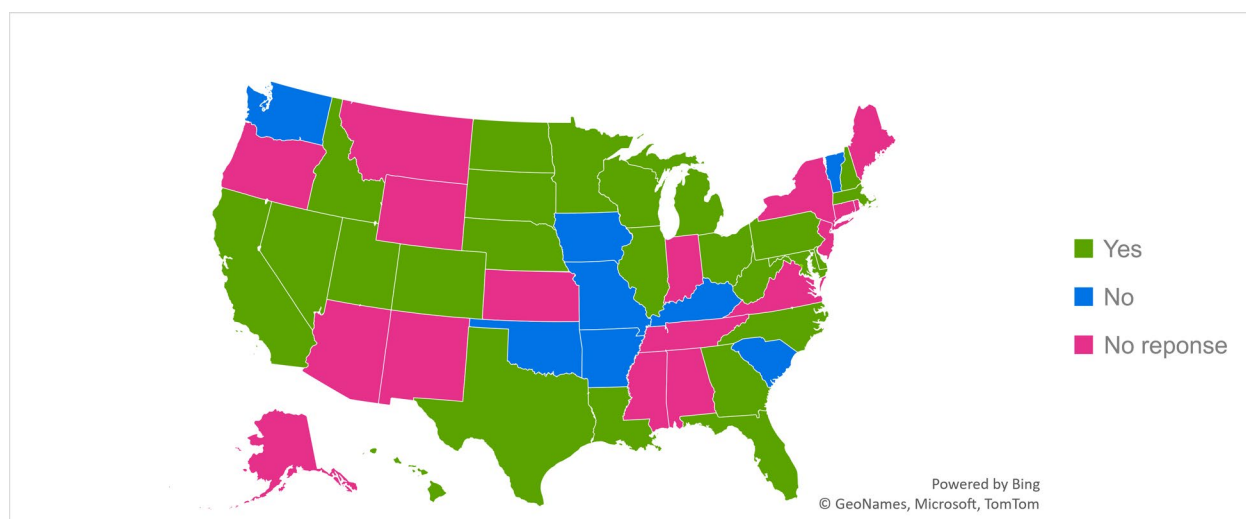 Yes
No
No reponse
Powered by Bing
© GeoNames, Microsoft, TomTom